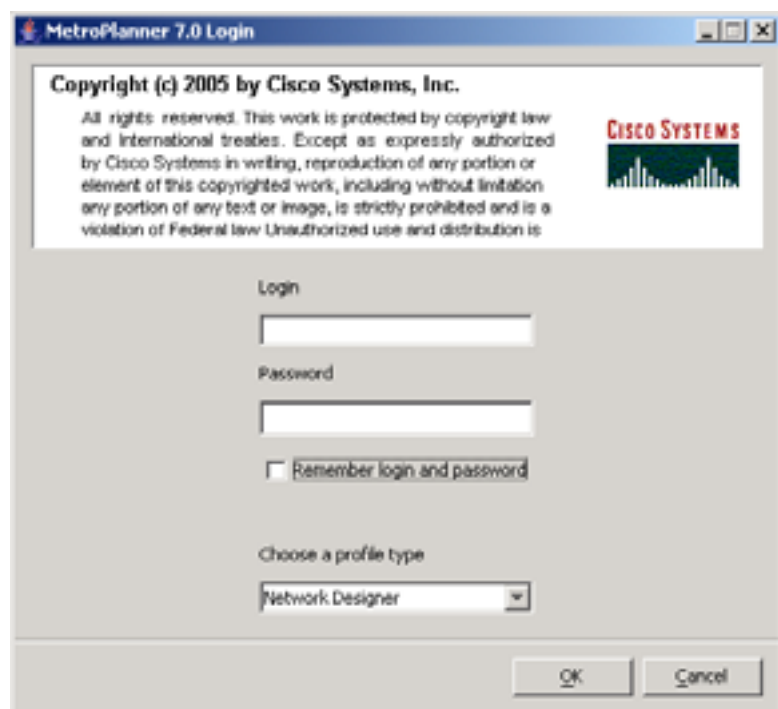 MetroPlanner 7.0 Login
Copyright (c) 2005 by Cisco Systems, Inc.
All rights reserved. This work is protected by copyright law
and International treaties. Except as expressly authorized
by Cisco Systems in writing, reproduction of any portion or
element of this copyrighted work, including without limitation
any portion of any text or image, is strictly prohibited and is a
violation of Federal law Unauthorized use and distribution is
CISCO SYSTEMS
Login
Password
Remember login and password
Choose a profile type
Network Designer
OK
Cancel